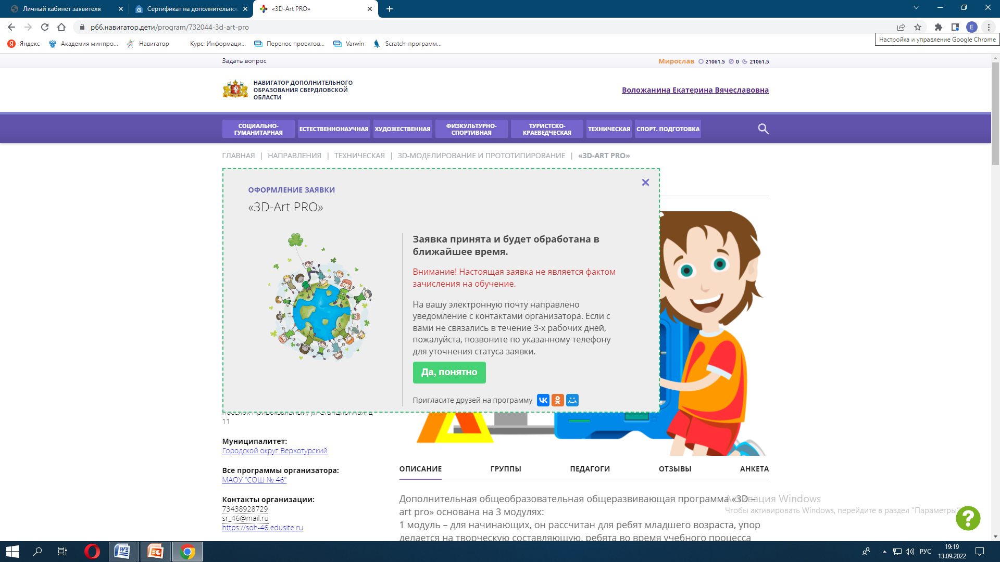 Личный кабинет заявителя
Сертификат на дополнительное
«3D-Art PRO»
р66.навигатор.дети/program/732044-3d-art-pro
Настройка и управление Google Chrome
Яндекс
Академия минпро...
Навигатор
Курс: Информаци...
Перенос проектов...
Varwin
Scratch-программ...
Задать вопрос
Мирослав 21061.5 0 21061.5
НАВИГАТОР ДОПОЛНИТЕЛЬНОГО
ОБРАЗОВАНИЯ СВЕРДЛОВСКОЙ
ОБЛАСТИ
Воложанина Екатерина Вячеславовна
СОЦИАЛЬНО-
ГУМАНИТАРНАЯ
ЕСТЕСТВЕННОНАУЧНАЯ
ХУДОЖЕСТВЕННАЯ
ФИЗКУЛЬТУРНО-
СПОРТИВНАЯ
ТУРИСТСКО-
КРАЕВЕДЧЕСКАЯ
ТЕХНИЧЕСКАЯ
СПОРТ. ПОДГОТОВКА
ГЛАВНАЯ | НАПРАВЛЕНИЯ | ТЕХНИЧЕСКАЯ | 3D-МОДЕЛИРОВАНИЕ И ПРОТОТИПИРОВАНИЕ | «3D-ART PRO»
ОФОРМЛЕНИЕ ЗАЯВКИ
«3D-Art PRO»
Заявка принята и будет обработана в
ближайшее время.
Внимание! Настоящая заявка не является фактом
зачисления на обучение.
На вашу электронную почту направлено
уведомление с контактами организатора. Если с
вами не связались в течение 3-х рабочих дней,
пожалуйста, позвоните по указанному телефону
для уточнения статуса заявки.
Да, понятно
Пригласите друзей на программу
поселок Привокзальный, ул Станционная, д
11
Муниципалитет:
Городской округ Верхотурский
Все программы организатора:
МАОУ "СОШ № 46"
Контакты организации:
73438928729
sr_46@mail.ru
https://soh-46.edusite.ru
ОПИСАНИЕ
ГРУППЫ
ПЕДАГОГИ
ОТЗЫВЫ
АНКЕТА
Дополнительная общеобразовательная общеразвивающая программа «3D –
art pro» основана на 3 модулях:
1 модуль – для начинающих, он рассчитан для ребят младшего возраста, упор
делается на творческую составляющую, ребята во время учебного процесса
Активация Windows
Чтобы активировать Windows, перейдите в раздел "Параметры"
РУС
19:19
13.09.2022